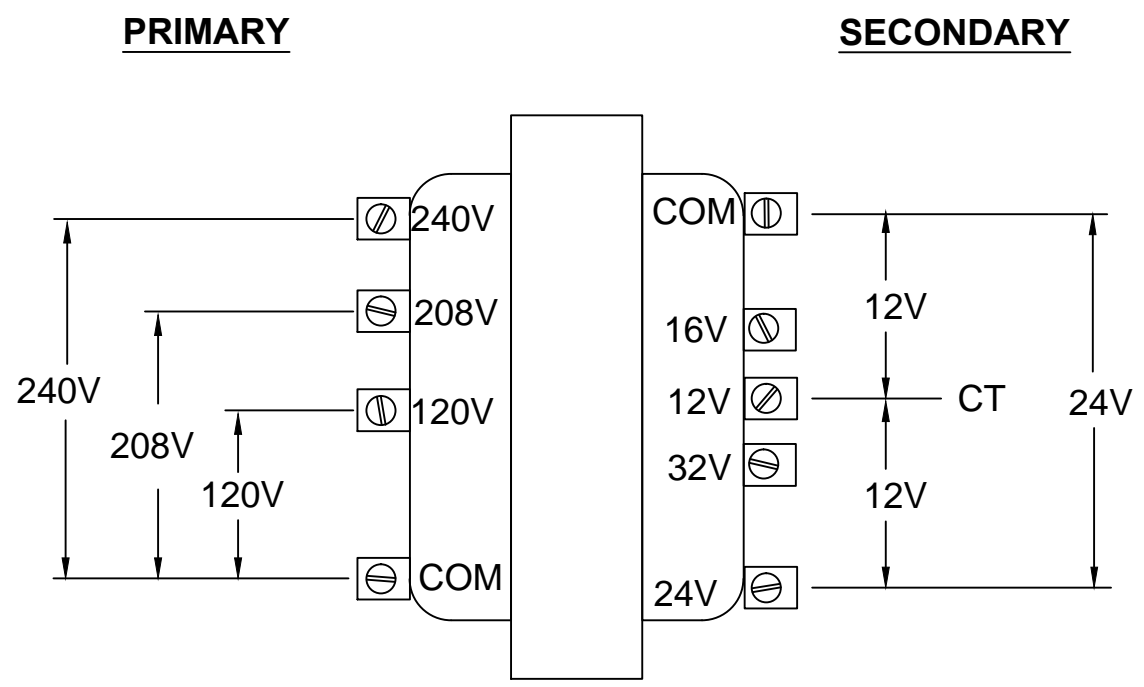 PRIMARY
SECONDARY
240V
208V
120V
COM
240V
208V
120V
COM
16V
12V
32V
24V
12V
CT
12V
24V